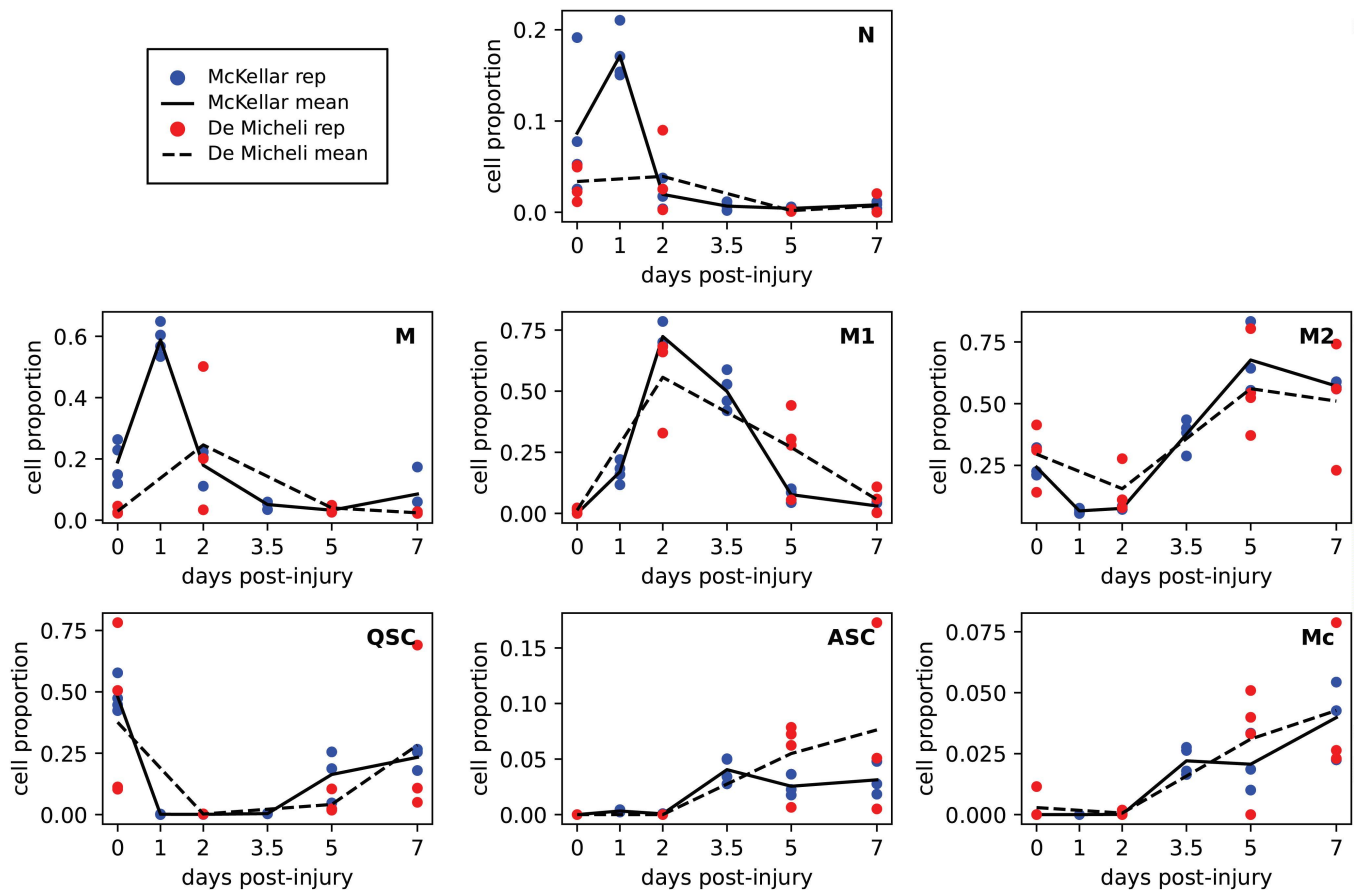 McKellar rep
McKellar mean
De Micheli rep
De Micheli mean
N
cell proportion
0.2
0.1
0.0
0 1 2 3.5 5 7
days post-injury
M
cell proportion
0.6
0.4
0.2
0.0
0 1 2 3.5 5 7
days post-injury
M1
cell proportion
0.75
0.50
0.25
0.00
0 1 2 3.5 5 7
days post-injury
M2
cell proportion
0.75
0.50
0.25
0 1 2 3.5 5 7
days post-injury
QSC
cell proportion
0.75
0.50
0.25
0.00
0 1 2 3.5 5 7
days post-injury
ASC
cell proportion
0.15
0.10
0.05
0.00
0 1 2 3.5 5 7
days post-injury
Mc
cell proportion
0.075
0.050
0.025
0.000
0 1 2 3.5 5 7
days post-injury